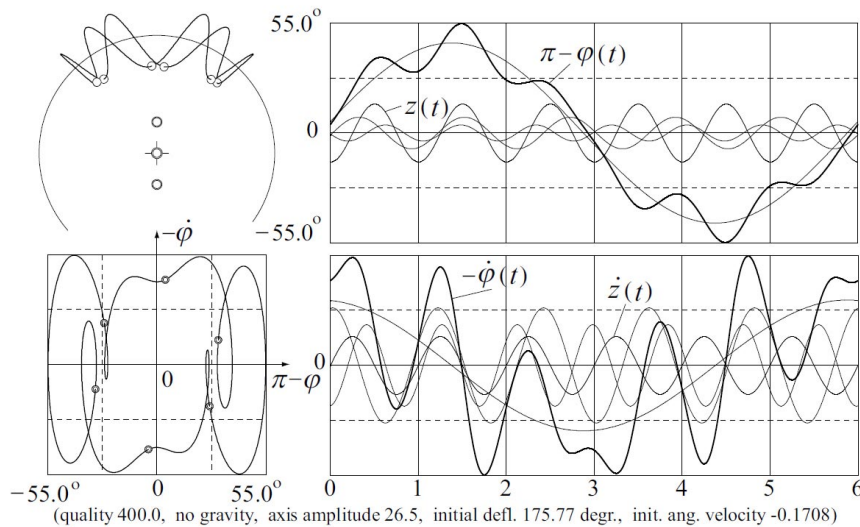 55.0°
π−φ(t)
z(t)
0
−55.0°
−φ̇
−φ̇(t)
ż(t)
0
0
π−φ
−55.0° 0 55.0°
0 1 2 3 4 5 6
(quality 400.0, no gravity, axis amplitude 26.5, initial defl. 175.77 degr., init. ang. velocity -0.1708)